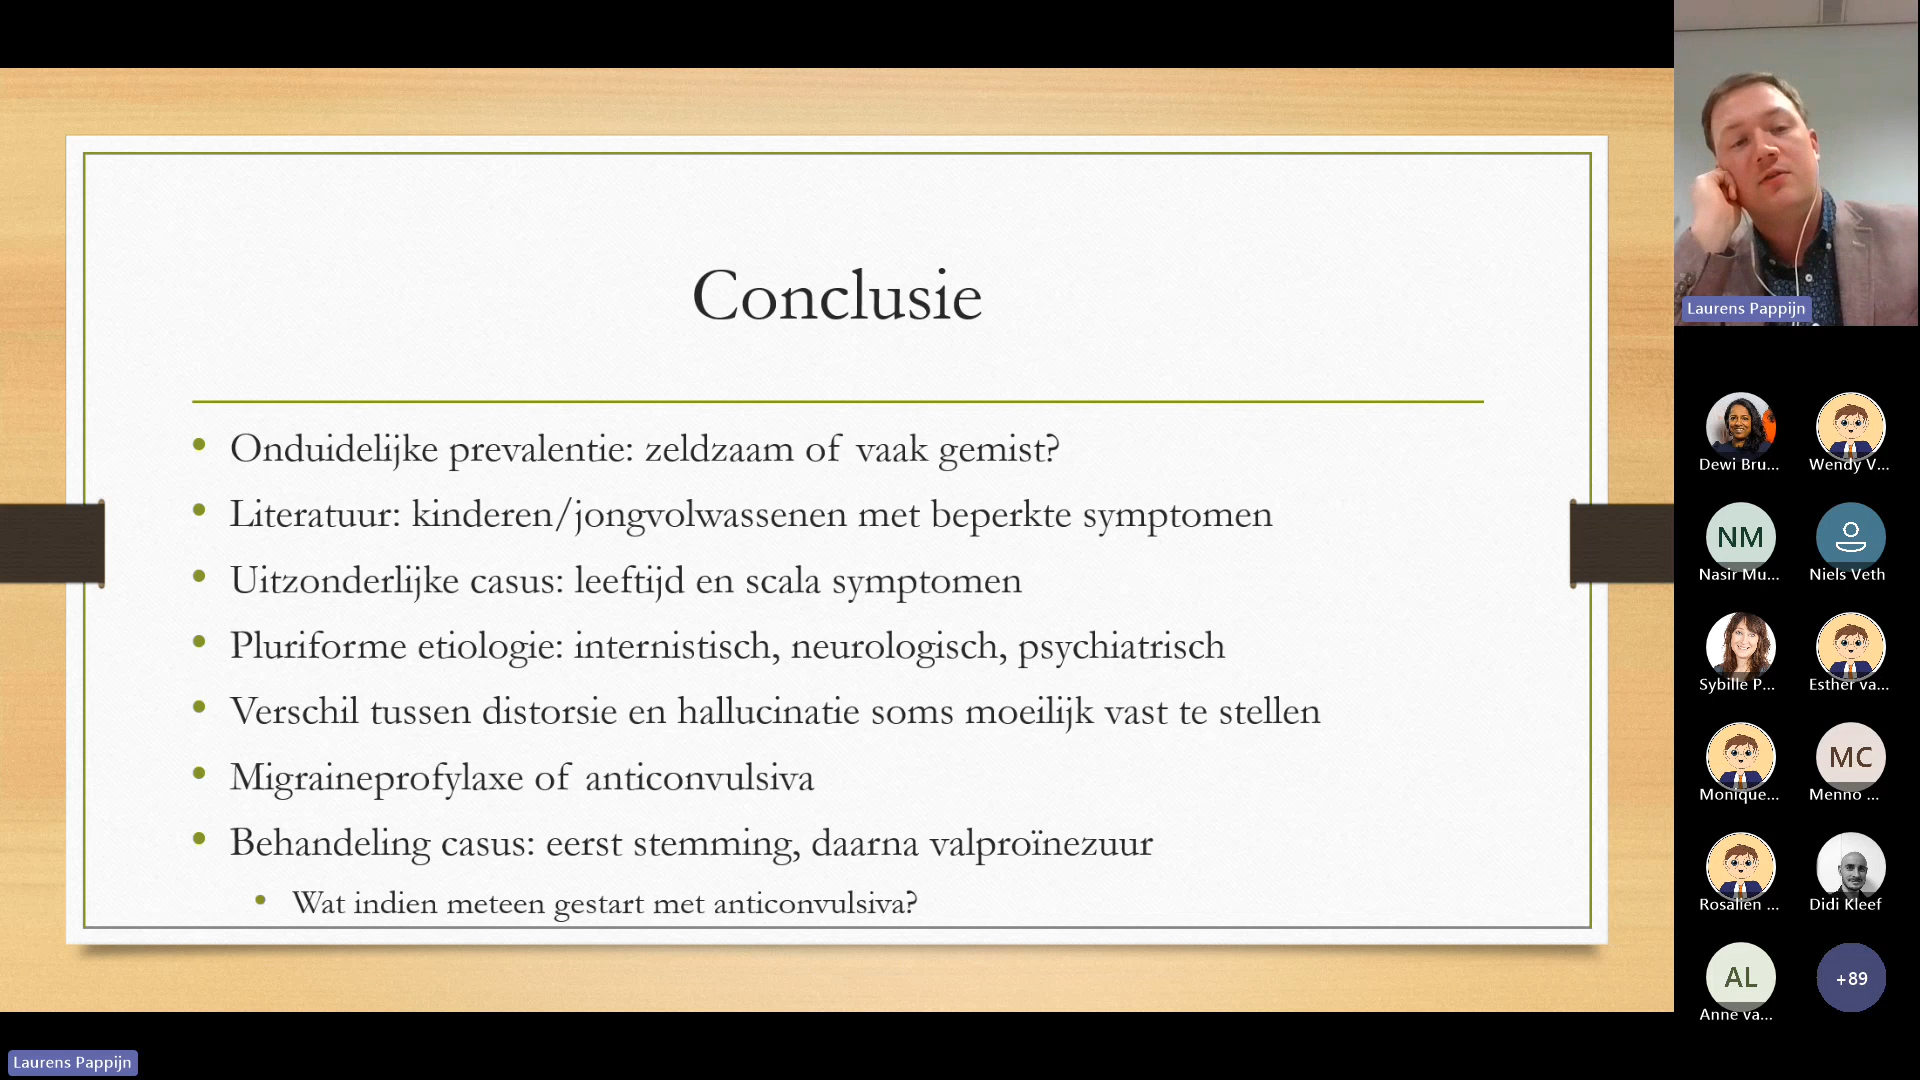 Conclusie
Onduidelijke prevalentie: zeldzaam of vaak gemist?
Literatuur: kinderen/jongvolwassenen met beperkte symptomen
Uitzonderlijke casus: leeftijd en scala symptomen
Pluriforme etiologie: internistisch, neurologisch, psychiatrisch
Verschil tussen distorsie en hallucinatie soms moeilijk vast te stellen
Migraineprofylaxe of anticonvulsiva
Behandeling casus: eerst stemming, daarna valproïnezuur
Wat indien meteen gestart met anticonvulsiva?
Laurens Pappijn
Dewi Bru...
Wendy V...
NM
Nasir Mu...
Niels Veth
Sybille P...
Esther va...
Monique...
MC
Menno ...
Rosalien ...
Didi Kleef
AL
Anne va...
+89
Laurens Pappijn